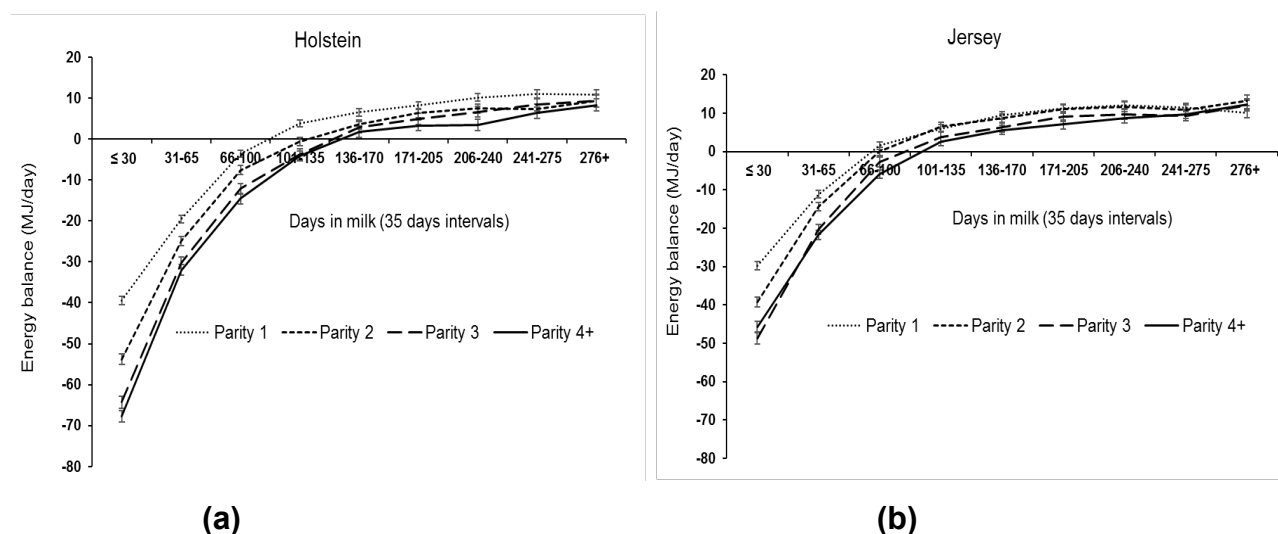 Holstein
20
10
0
-10
-20
-30
-40
-50
-60
-70
-80
Energy balance (MJ/day)
≤ 30 31-65 66-100 101-135 136-170 171-205 206-240 241-275 276+
Days in milk (35 days intervals)
Parity 1 Parity 2 Parity 3 Parity 4+
(a)
Jersey
20
10
0
-10
-20
-30
-40
-50
-60
-70
-80
Energy balance (MJ/day)
≤ 30 31-65 66-100 101-135 136-170 171-205 206-240 241-275 276+
Days in milk (35 days intervals)
Parity 1 Parity 2 Parity 3 Parity 4+
(b)